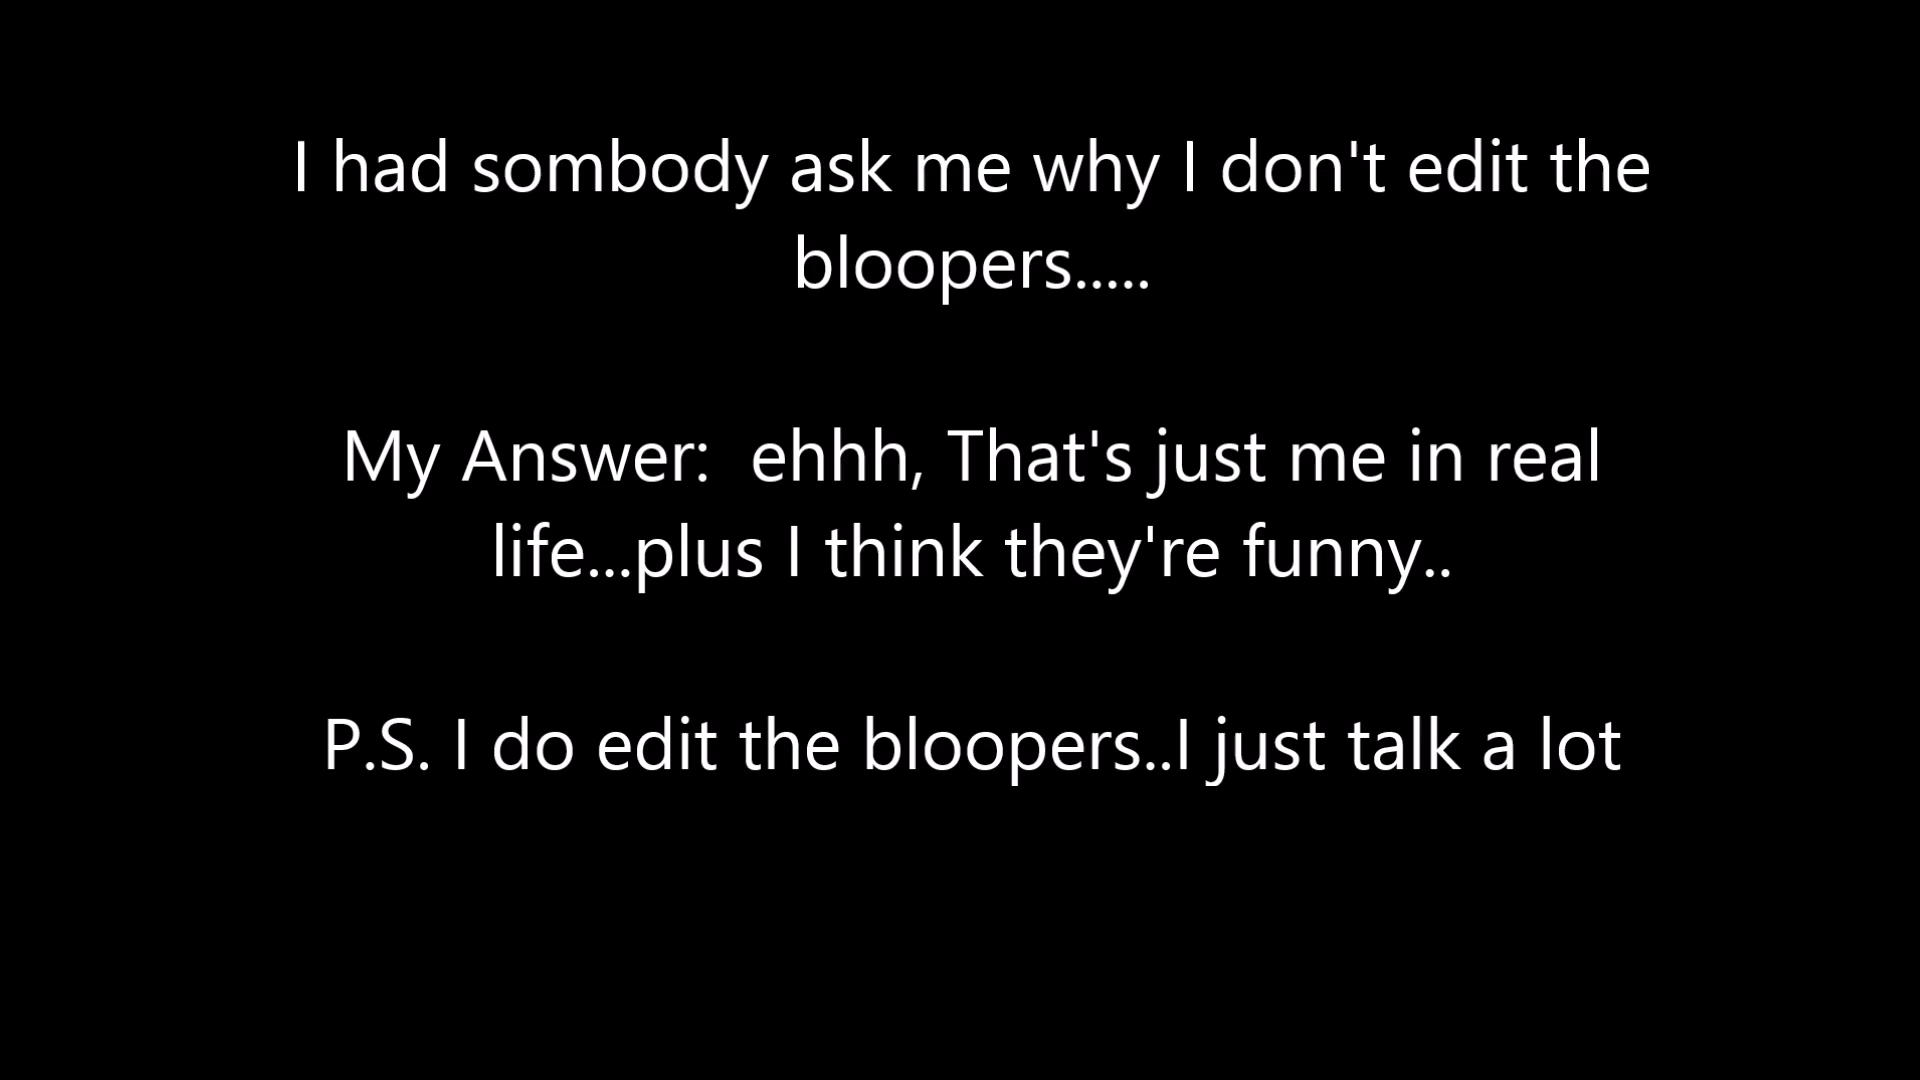 I had sombody ask me why I don't edit the
bloopers.....
My Answer:  ehhh, That's just me in real
life...plus I think they're funny..
P.S. I do edit the bloopers..I just talk a lot